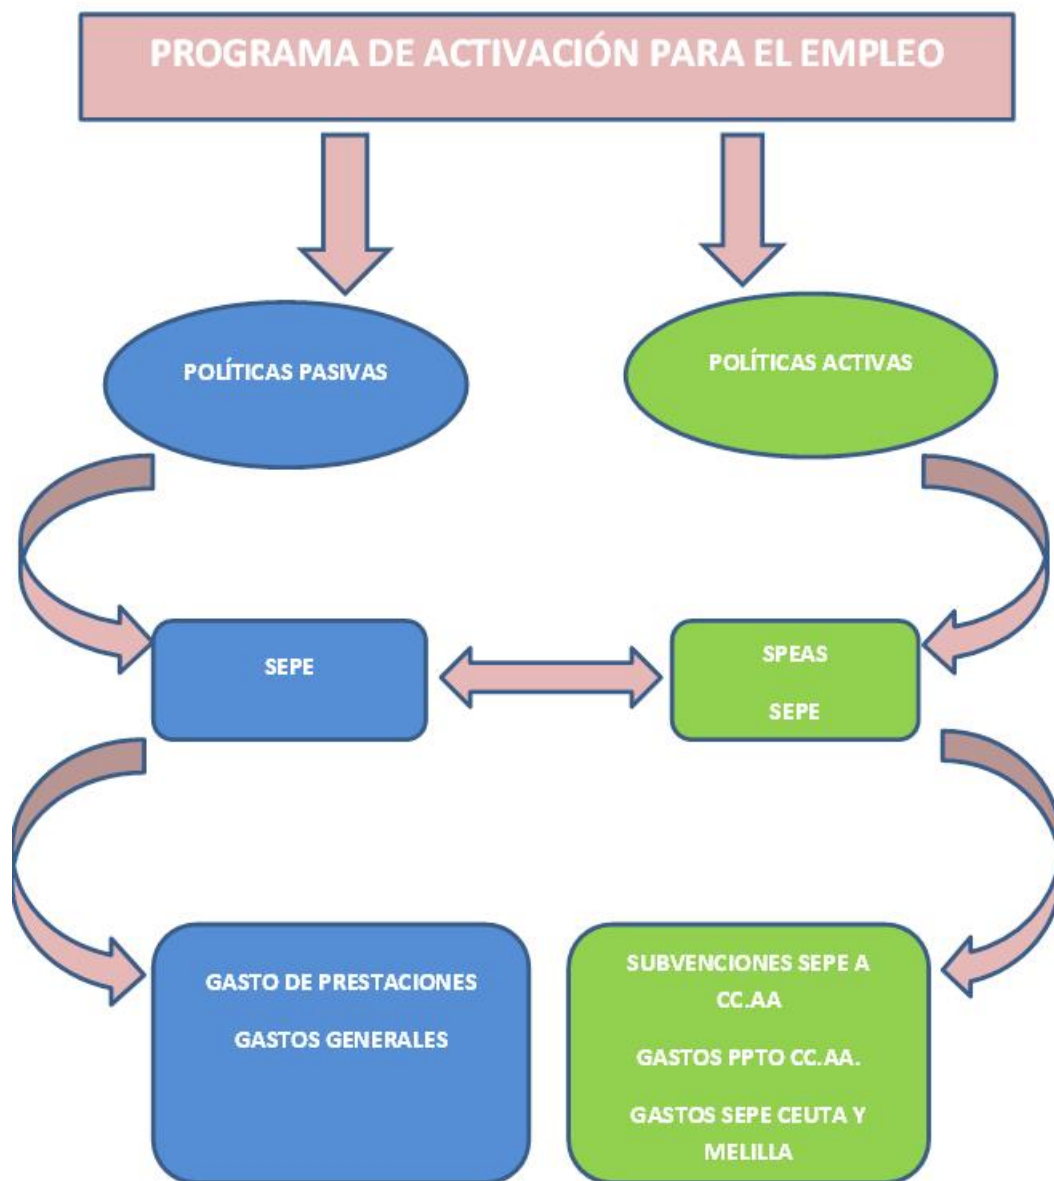 PROGRAMA DE ACTIVACIÓN PARA EL EMPLEO
POLÍTICAS PASIVAS
POLÍTICAS ACTIVAS
SEPE
SPEAS
SEPE
GASTO DE PRESTACIONES
GASTOS GENERALES
SUBVENCIONES SEPE A
CC.AA
GASTOS PPTO CC.AA.
GASTOS SEPE CEUTA Y
MELILLA